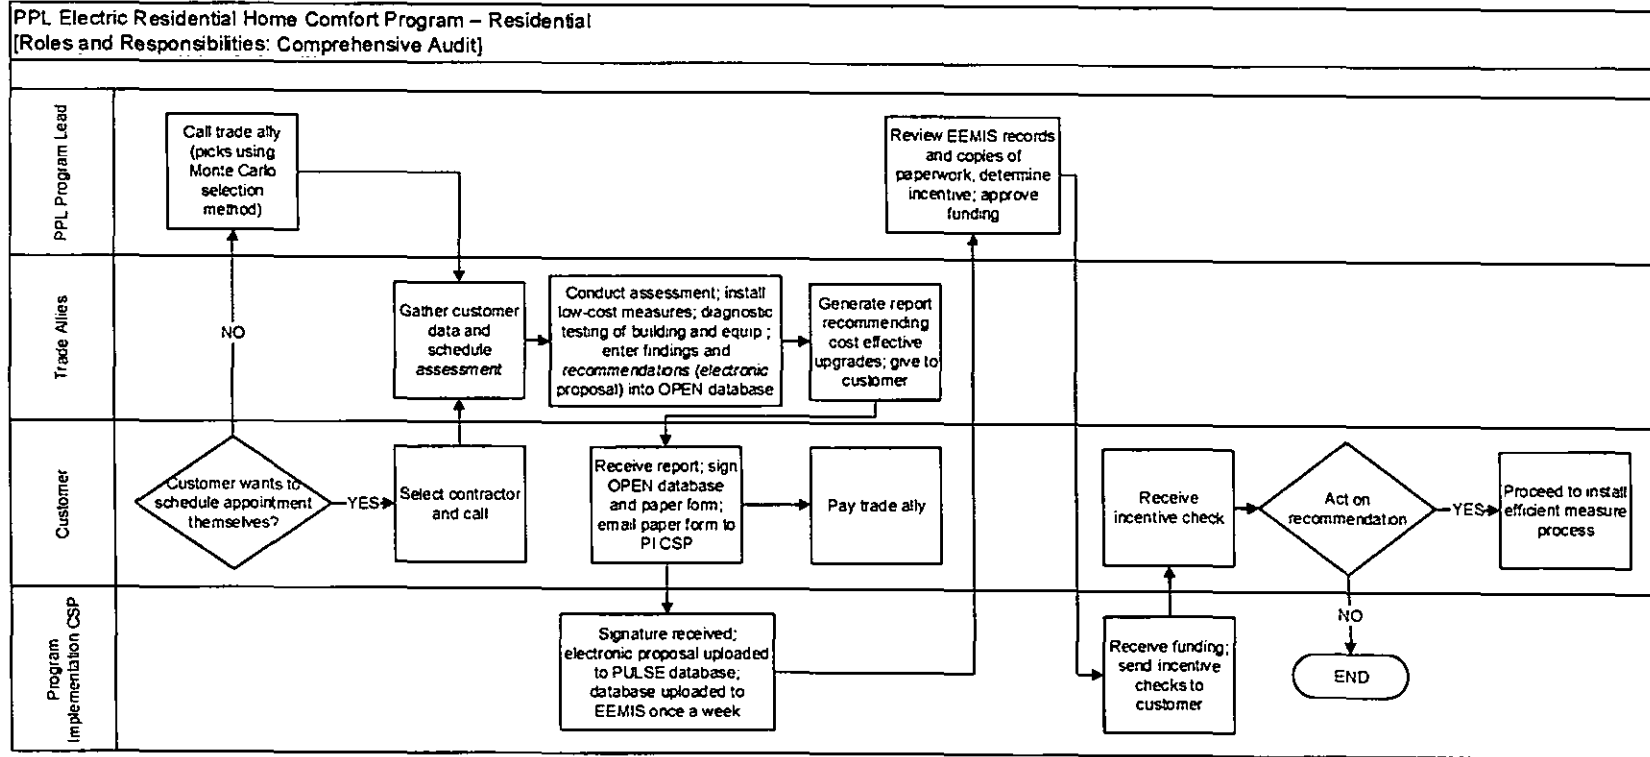 PPL Electric Residential Home Comfort Program – Residential
[Roles and Responsibilities: Comprehensive Audit]
PPL Program Lead
Call trade ally
(picks using
Monte Carlo
selection
method)
Review EEMIS records
and copies of
paperwork, determine
incentive; approve
funding
Trade Allies
NO
Gather customer
data and
schedule
assessment
Conduct assessment; install
low-cost measures; diagnostic
testing of building and equip ;
enter findings and
recommendations (electronic
proposal) into OPEN database
Generate report
recommending
cost effective
upgrades; give to
customer
Customer
Customer wants to
schedule appointment
themselves?
YES
Select contractor
and call
Receive report; sign
OPEN database
and paper form;
email paper form to
PI CSP
Pay trade ally
Receive
incentive check
Act on
recommendation
YES
Proceed to install
efficient measure
process
Program
Implementation CSP
Signature received;
electronic proposal uploaded
to PULSE database;
database uploaded to
EEMIS once a week
Receive funding;
send incentive
checks to
customer
NO
END